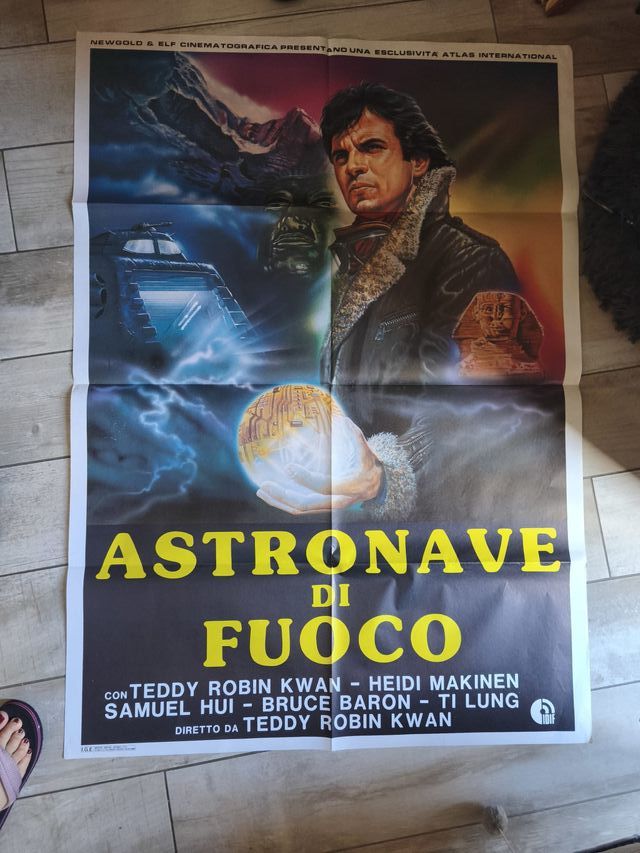 NEWGOLD & ELF CINEMATOGRAFICA PRESENTANO UNA ESCLUSIVITÀ ATLAS INTERNATIONAL
ASTRONAVE
DI
FUOCO
CON TEDDY ROBIN KWAN - HEIDI MAKINEN
SAMUEL HUI - BRUCE BARON - TI LUNG
DIRETTO DA TEDDY ROBIN KWAN
IDIF
I.G.E.